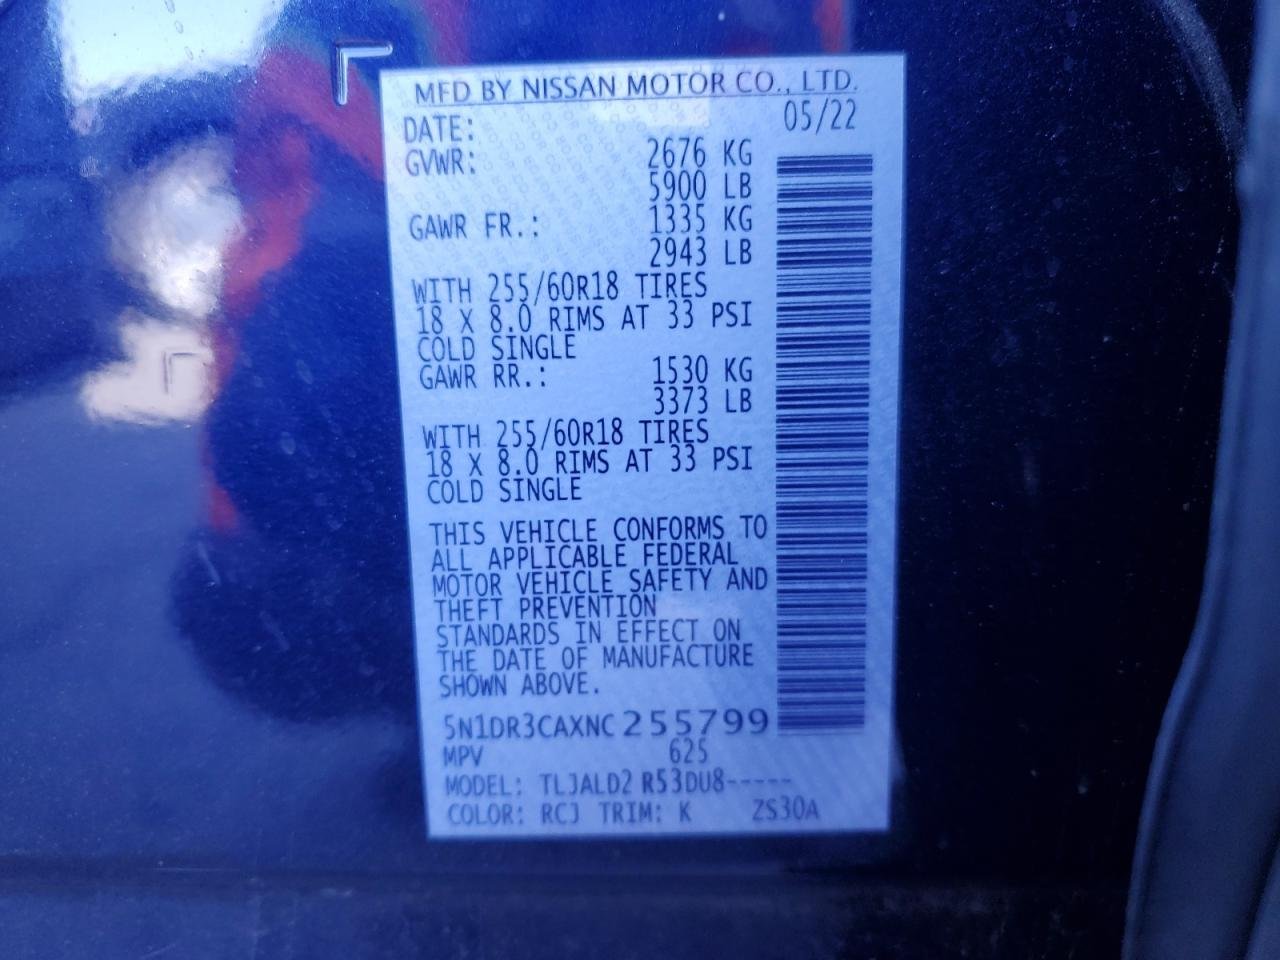 MFD BY NISSAN MOTOR CO., LTD.
DATE: 05/22
GVWR: 2676 KG
5900 LB
GAWR FR.: 1335 KG
2943 LB
WITH 255/60R18 TIRES
18 X 8.0 RIMS AT 33 PSI
COLD SINGLE
GAWR RR.: 1530 KG
3373 LB
WITH 255/60R18 TIRES
18 X 8.0 RIMS AT 33 PSI
COLD SINGLE
THIS VEHICLE CONFORMS TO
ALL APPLICABLE FEDERAL
MOTOR VEHICLE SAFETY AND
THEFT PREVENTION
STANDARDS IN EFFECT ON
THE DATE OF MANUFACTURE
SHOWN ABOVE.
5N1DR3CAXNC255799
MPV 625
MODEL: TLJALD2 R53DU8-----
COLOR: RCJ TRIM: K ZS30A